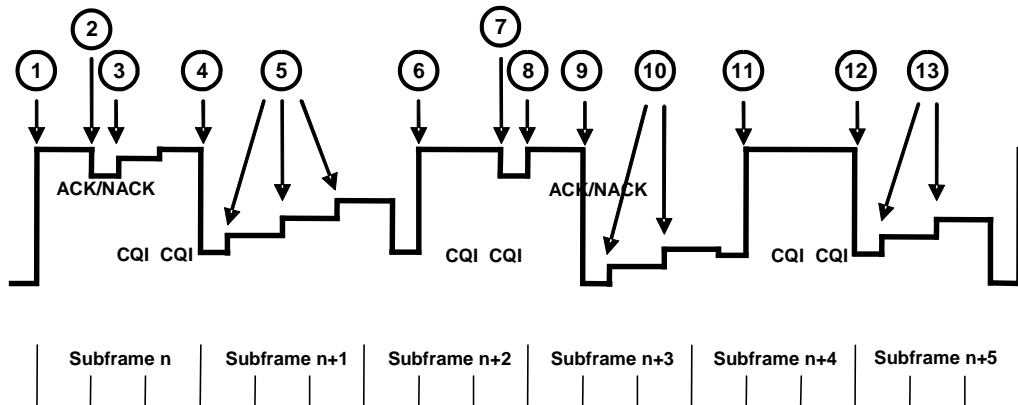 2 7
1 3 4 5 6 8 9 10 11 12 13
ACK/NACK ACK/NACK
CQI CQI CQI CQI CQI CQI
Subframe n Subframe n+1 Subframe n+2 Subframe n+3 Subframe n+4 Subframe n+5